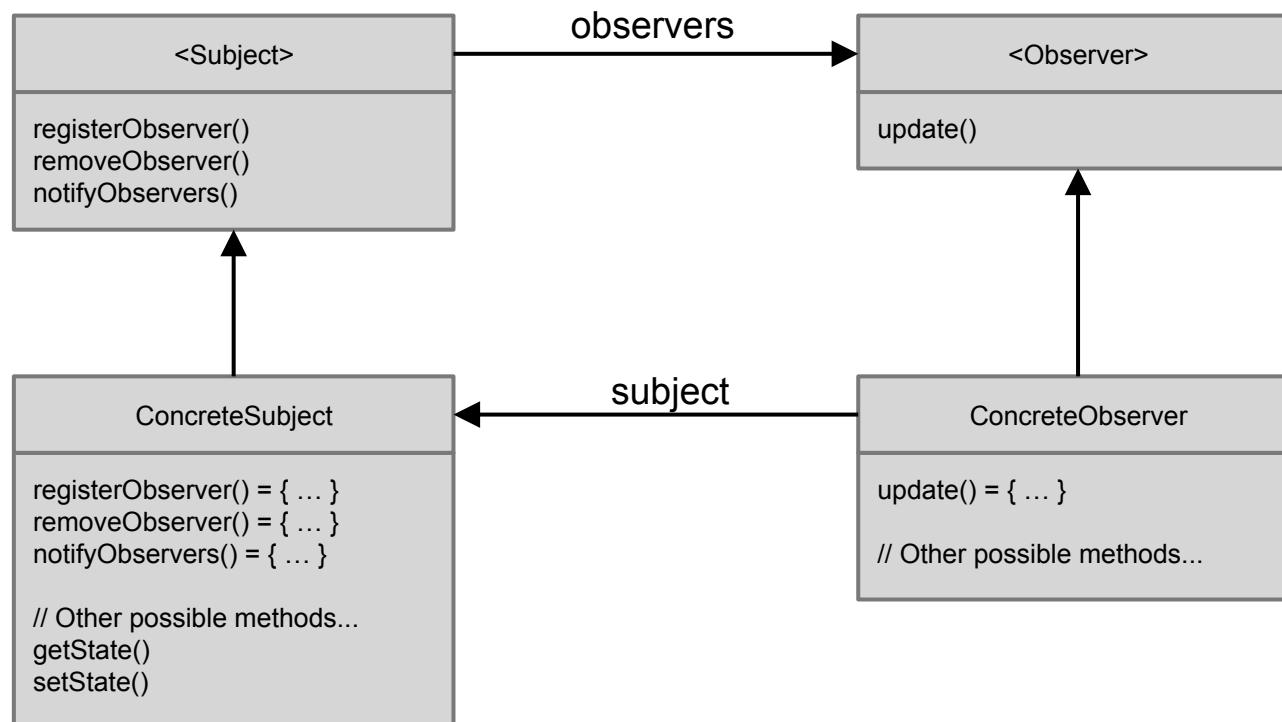 <Subject>
registerObserver()
removeObserver()
notifyObservers()
observers
<Observer>
update()
ConcreteSubject
registerObserver() = { … }
removeObserver() = { … }
notifyObservers() = { … }
// Other possible methods...
getState()
setState()
subject
ConcreteObserver
update() = { … }
// Other possible methods...